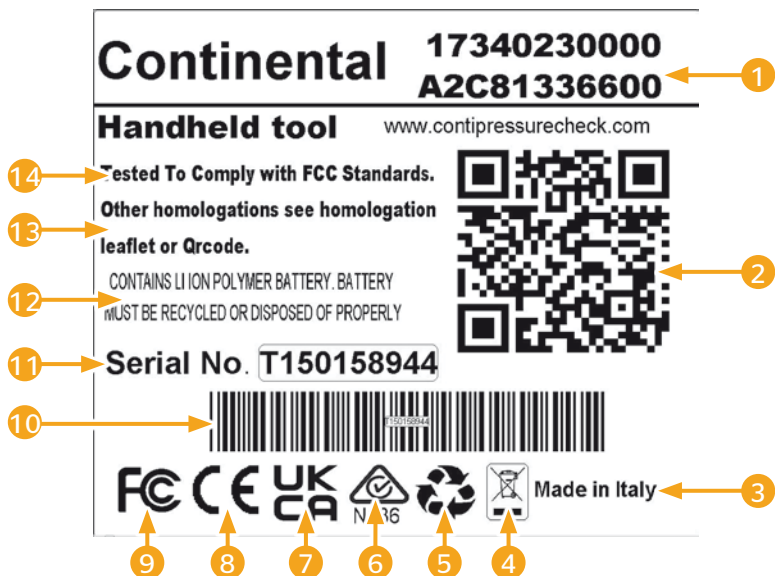 Continental
17340230000
A2C81336600
1
Handheld tool
www.contipressurecheck.com
14
Tested To Comply with FCC Standards.
Other homologations see homologation
13
leaflet or Qrcode.
2
CONTAINS LI ION POLYMER BATTERY. BATTERY
12
MUST BE RECYCLED OR DISPOSED OF PROPERLY
11
Serial No. T150158944
10
T150158944
FC CE UK
CA
Made in Italy
3
9
8
7
6
5
4